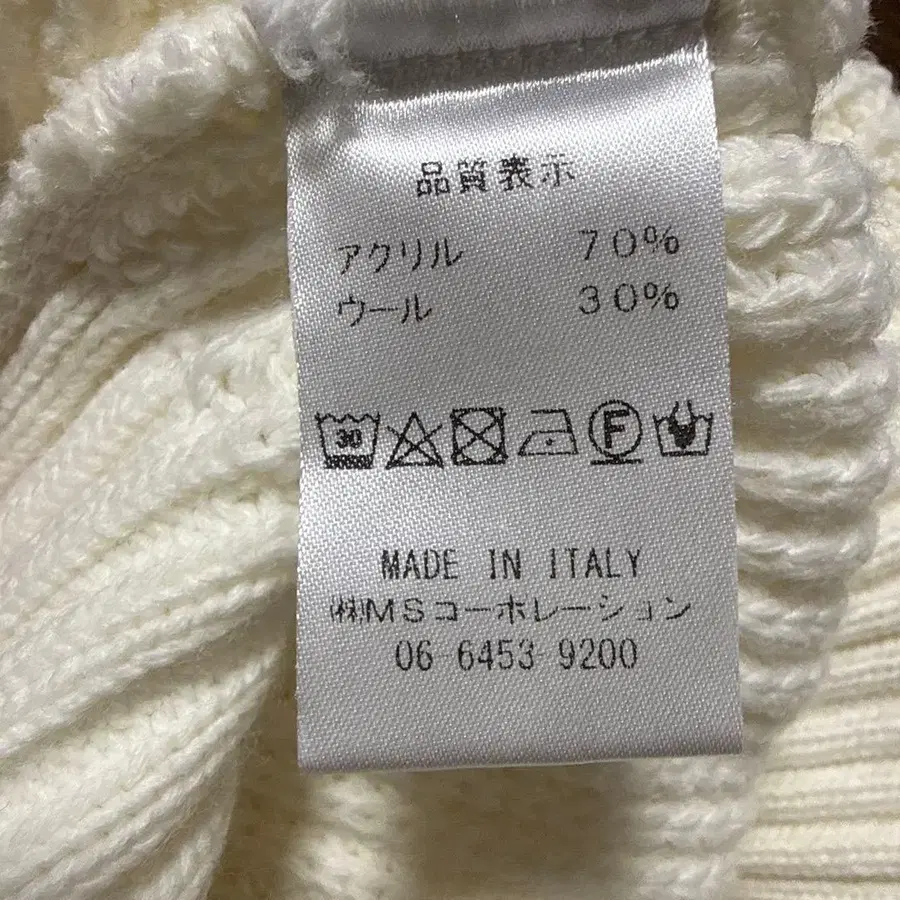 品質表示
アクリル 70%
ウール 30%
30 F
MADE IN ITALY
㈱MSコーポレーション
06 6453 9200